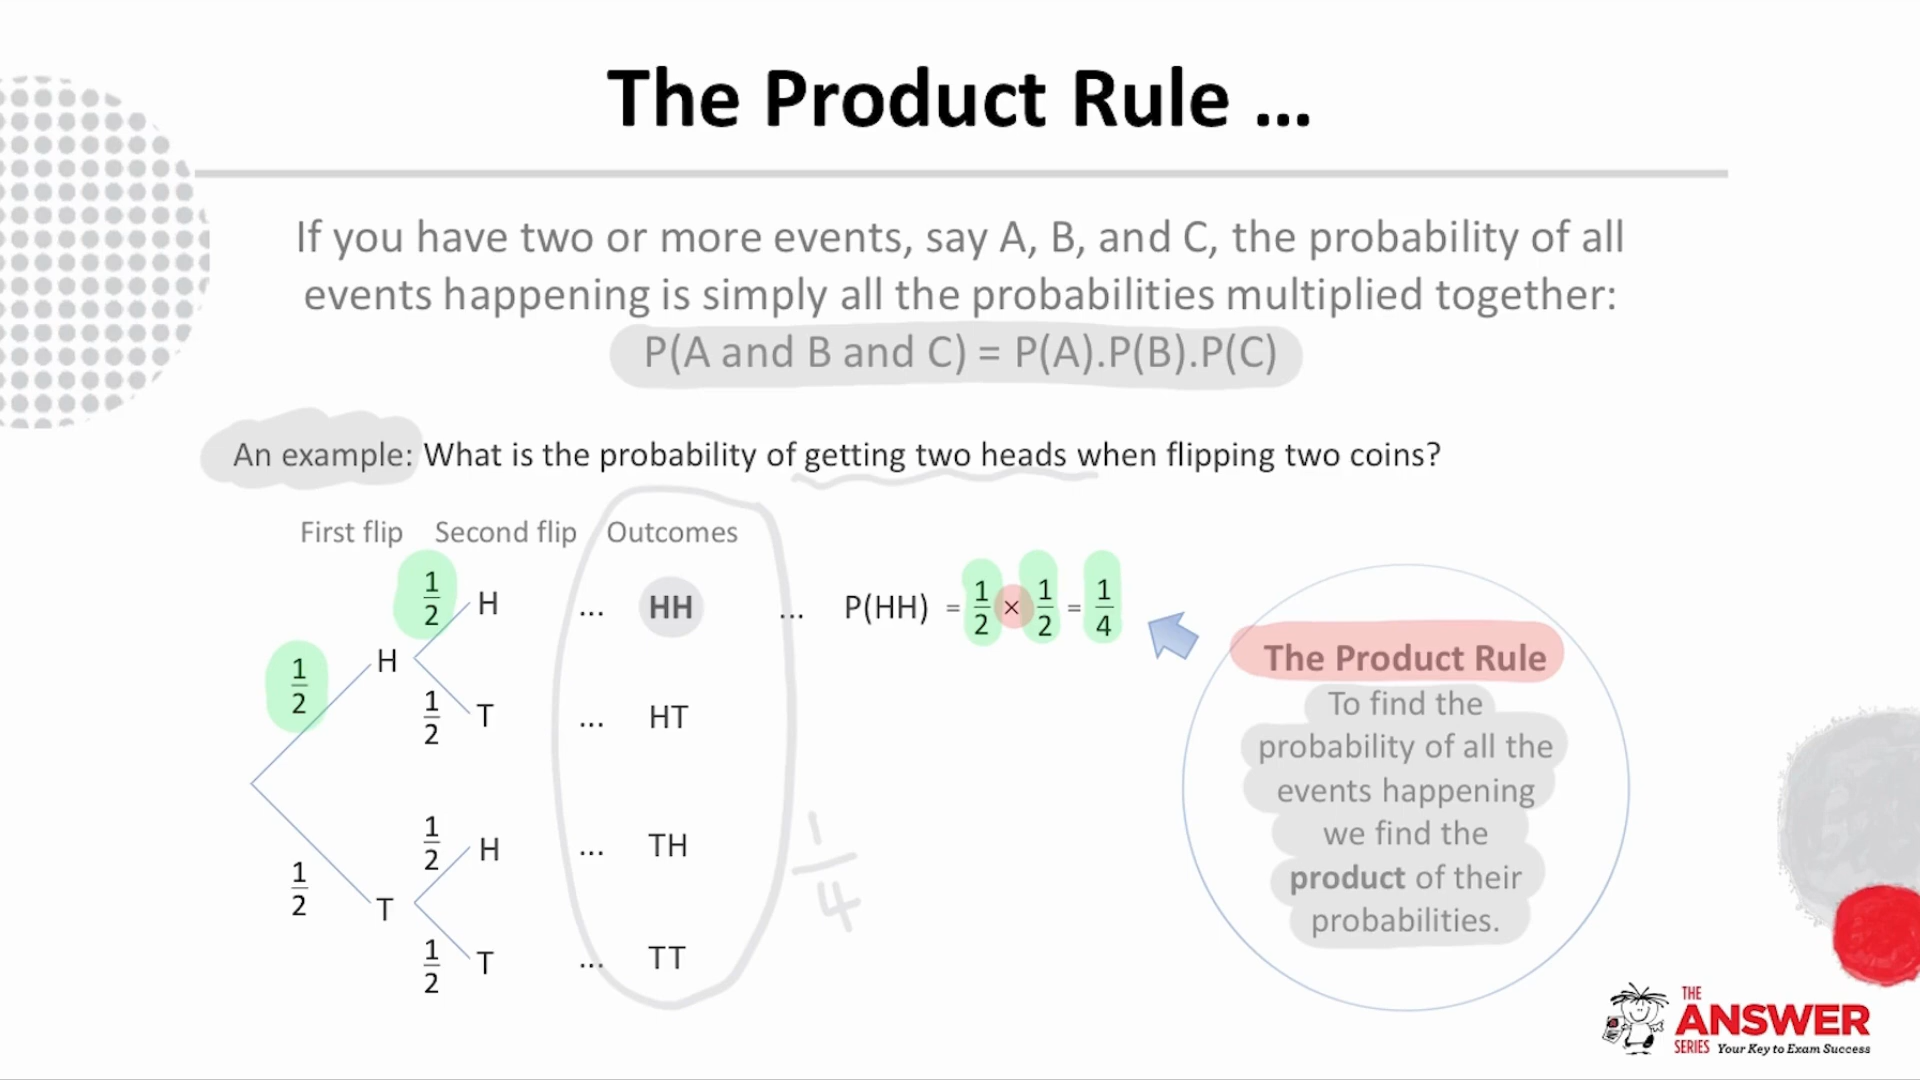 The Product Rule ...
If you have two or more events, say A, B, and C, the probability of all
events happening is simply all the probabilities multiplied together:
P(A and B and C) = P(A).P(B).P(C)
An example: What is the probability of getting two heads when flipping two coins?
First flip Second flip Outcomes
1/2 H ... HH ... P(HH) = 1/2 × 1/2 = 1/4
1/2 H
1/2 T ... HT
1/2 H ... TH
1/2 T
1/2 T ... TT
1/4
The Product Rule
To find the
probability of all the
events happening
we find the
product of their
probabilities.
THE
ANSWER
SERIES Your Key to Exam Success